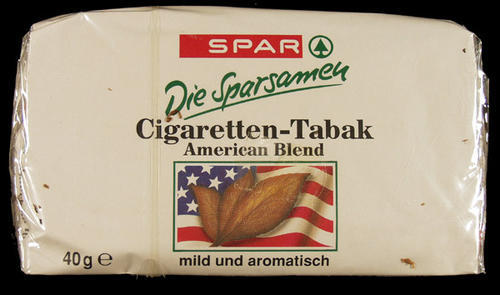 SPAR
Die Sparsamen
Cigaretten-Tabak
American Blend
40g ℮
mild und aromatisch